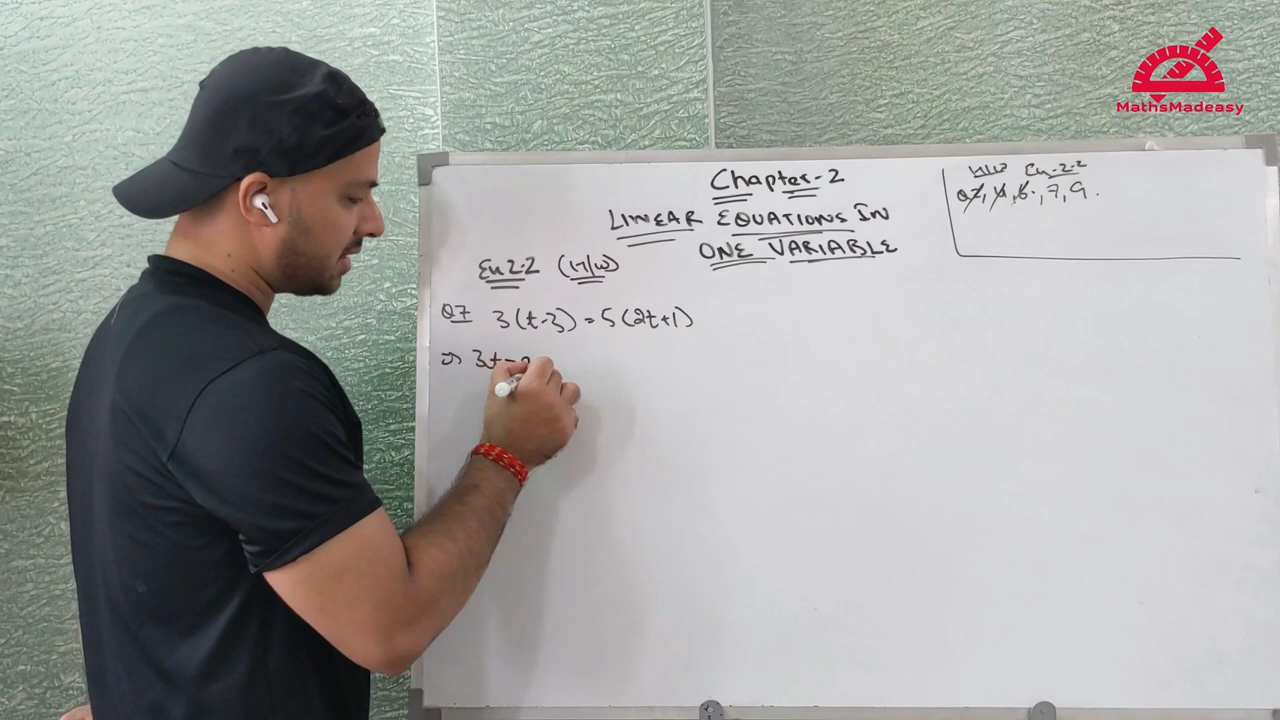 MathsMadeasy
Chapter-2
LINEAR EQUATIONS IN
ONE VARIABLE
H/W Ex-2.2
7, 9.
Ex 2.2 (H/W)
Q7 3(t-3) = 5(2t+1)
⇒ 3t-